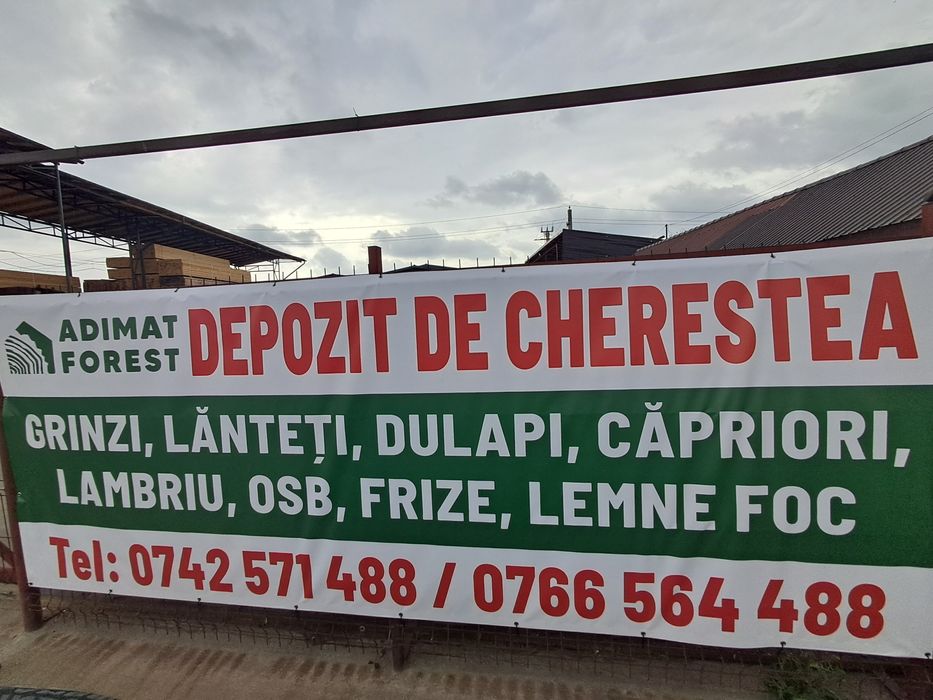 ADIMAT
FOREST
DEPOZIT DE CHERESTEA
GRINZI, LĂNTEȚI, DULAPI, CĂPRIORI,
LAMBRIU, OSB, FRIZE, LEMNE FOC
Tel: 0742 571 488 / 0766 564 488